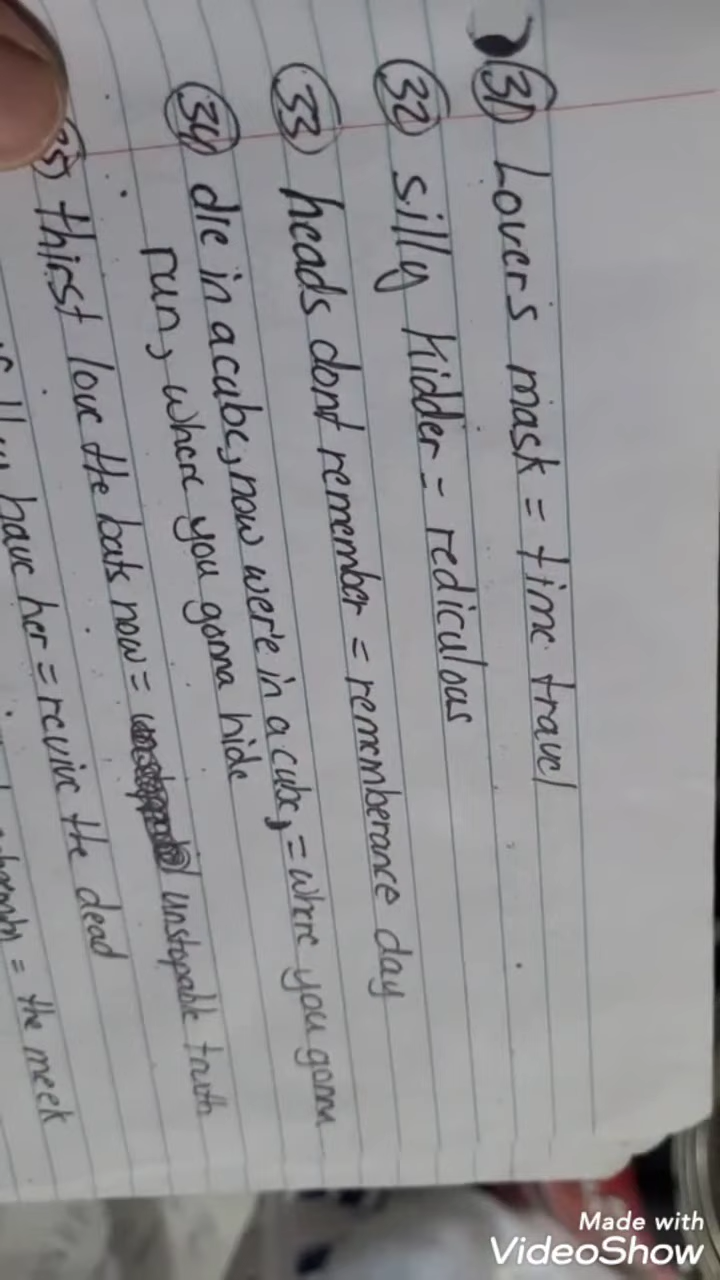 31) Lovers mask = time travel
32) silly kidder = rediculous
33) heads dont remember = rememberance day
34) die in a cube, now were in a cube, = where you gonna
run, where you gonna hide
35) thirst love the bats now = unstopable truth
have her = revive the dead
= the meek
Made with
VideoShow